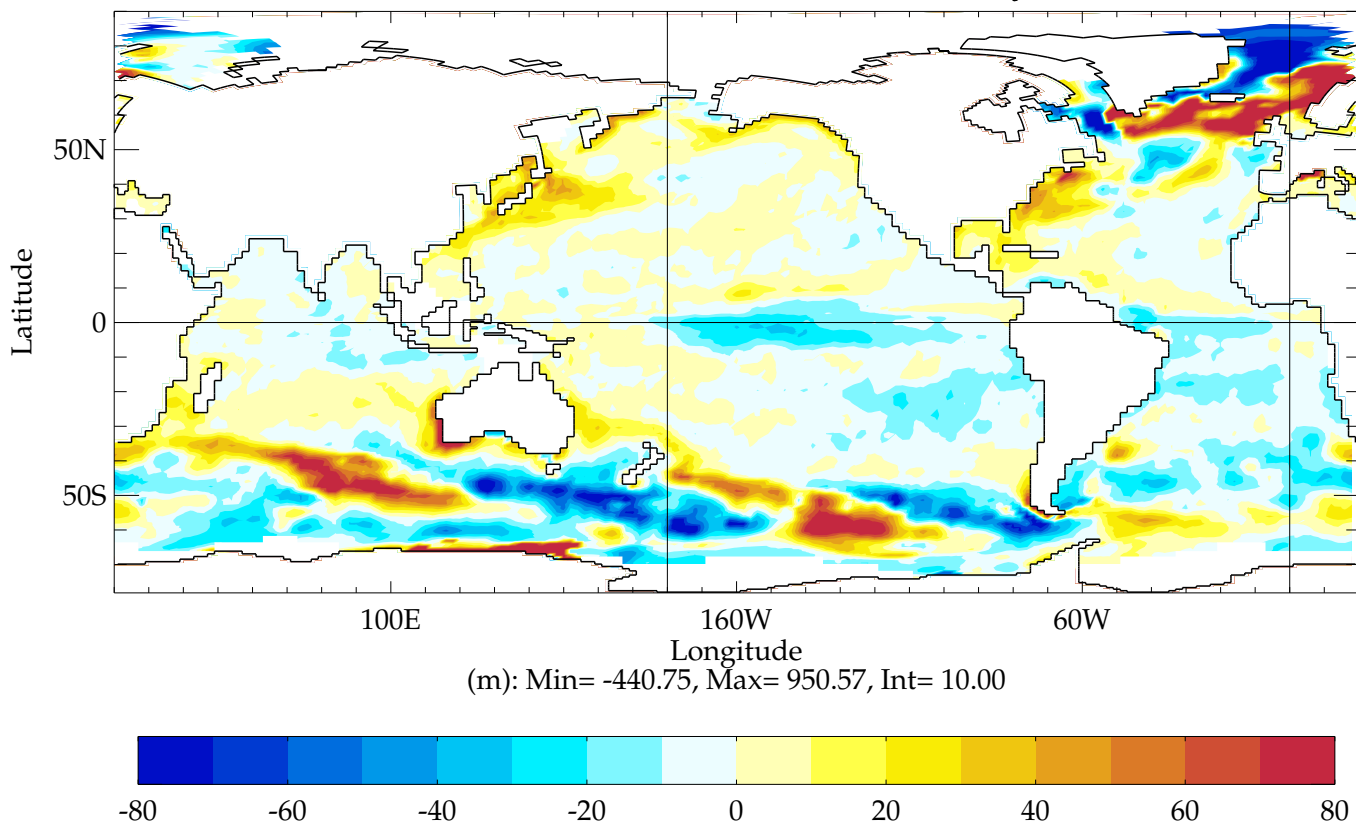 50N
0
50S
Latitude
100E 160W 60W
Longitude
(m): Min= -440.75, Max= 950.57, Int= 10.00
-80 -60 -40 -20 0 20 40 60 80